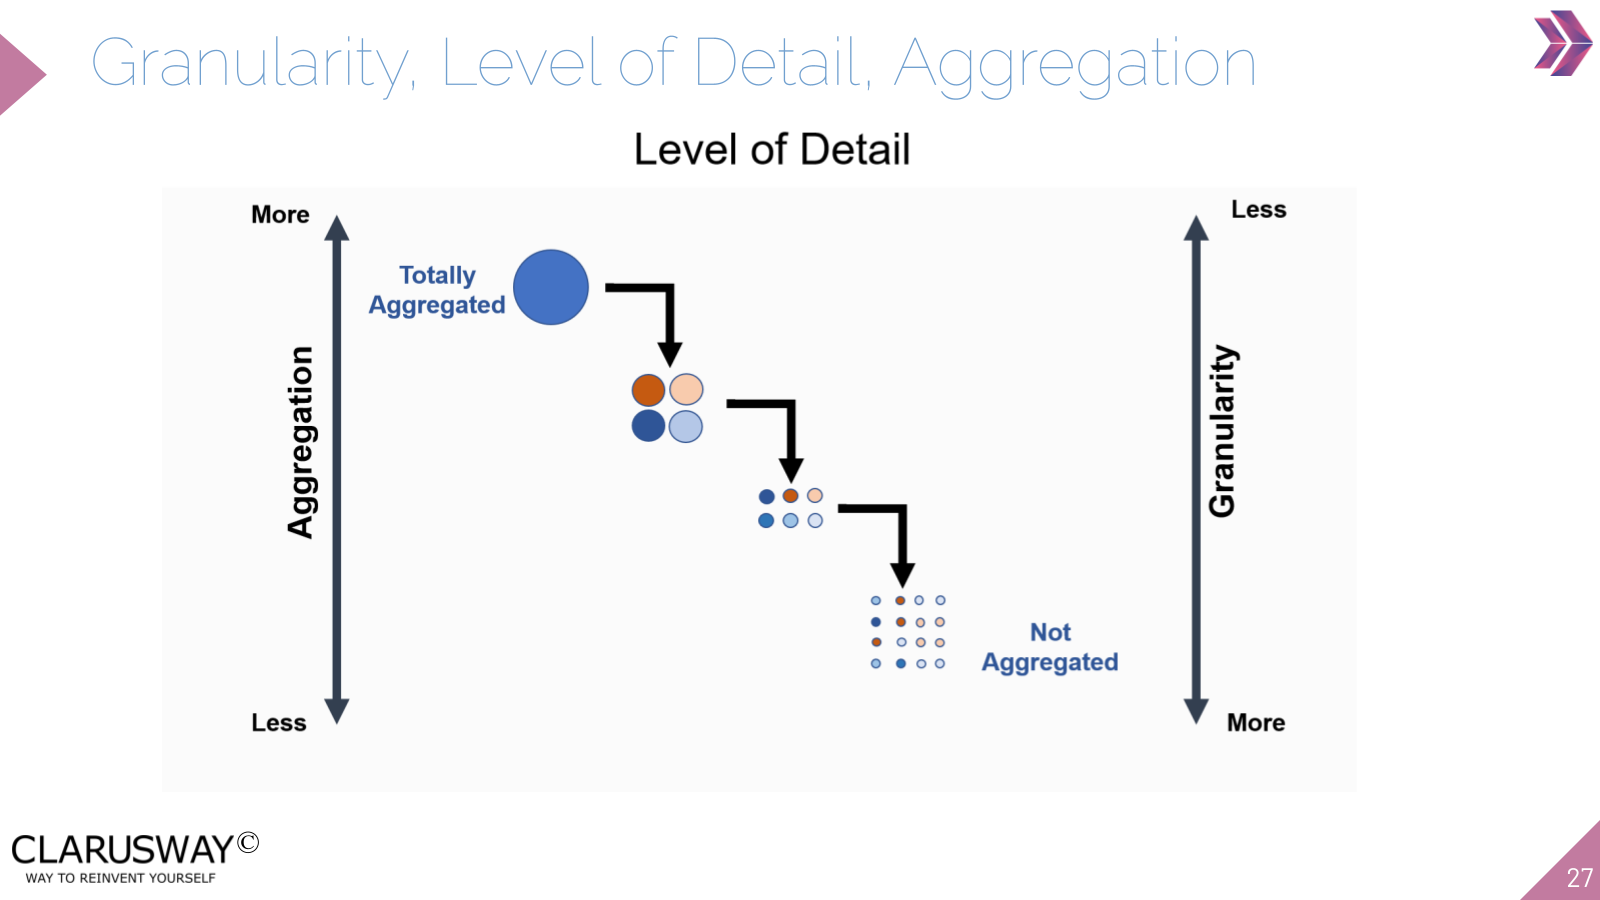 Granularity, Level of Detail, Aggregation
Level of Detail
More
Less
Totally
Aggregated
Aggregation
Granularity
Not
Aggregated
Less
More
CLARUSWAY©
WAY TO REINVENT YOURSELF
27